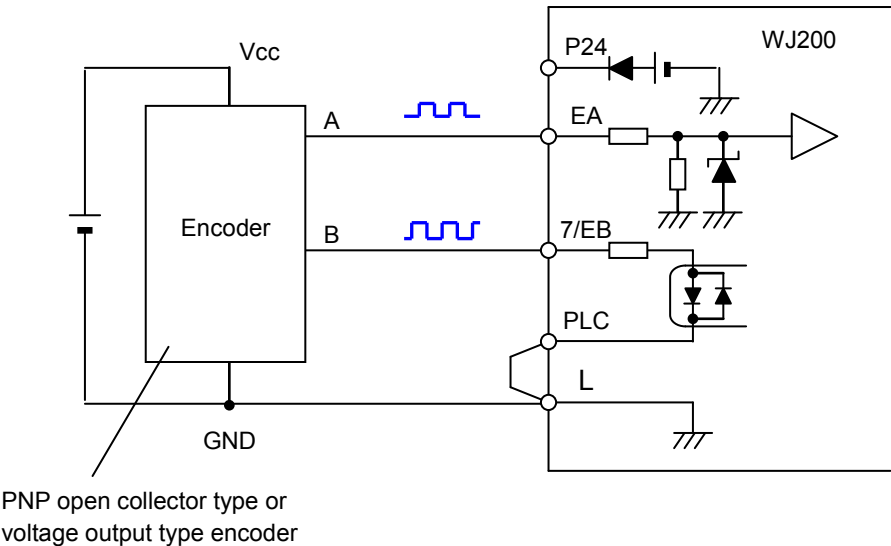 WJ200
P24
Vcc
EA
A
Encoder
B
7/EB
PLC
L
GND
PNP open collector type or
voltage output type encoder